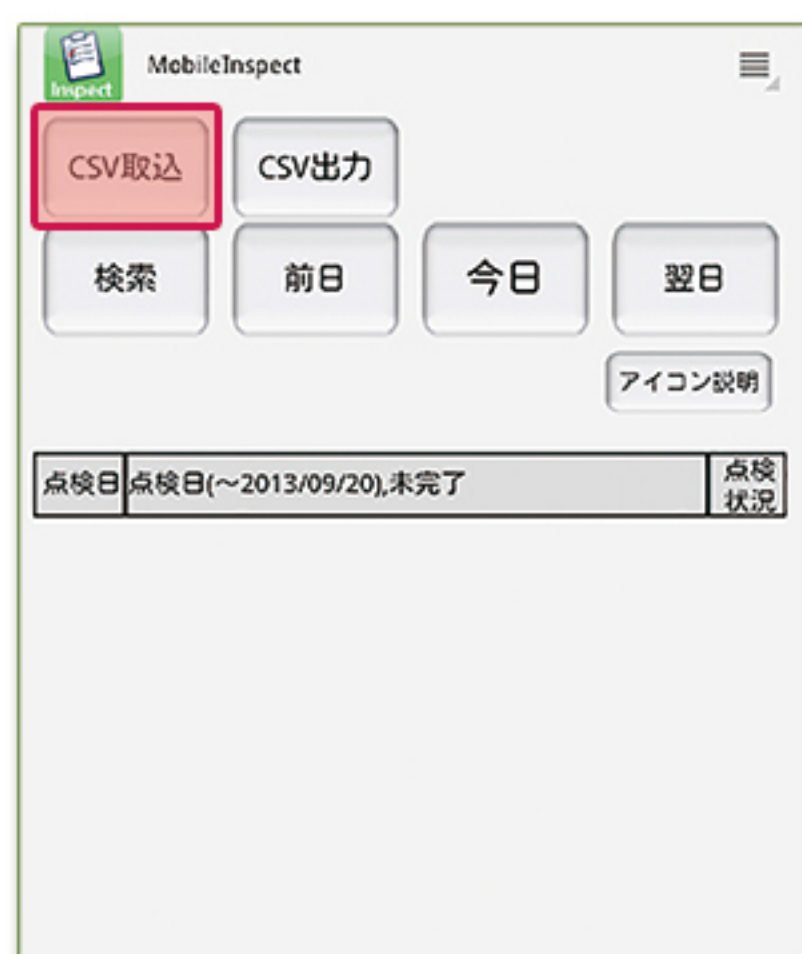 Inspect
MobileInspect
CSV取込 CSV出力
検索 前日 今日 翌日
アイコン説明
点検日 点検日(~2013/09/20),未完了 点検
状況